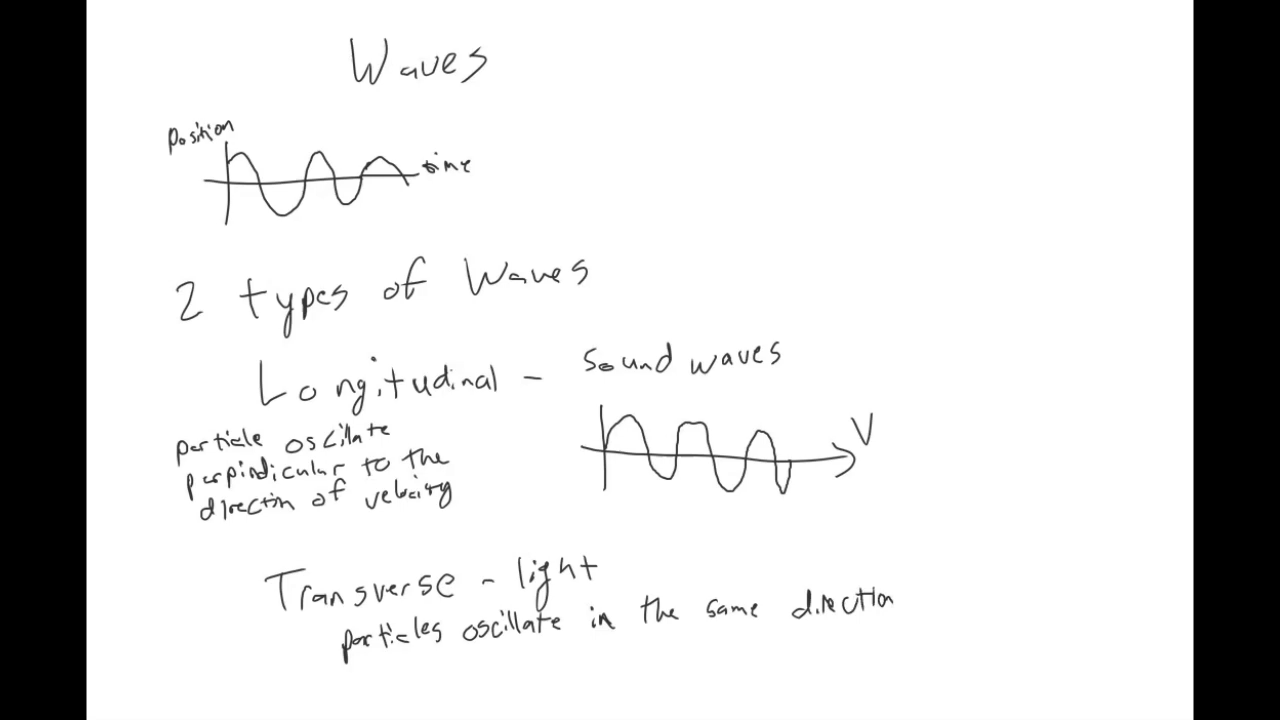 Waves
Position
time
2 types of Waves
Longitudinal - Sound waves
particle oscillate
perpindicular to the
direction of velocity
V
Transverse - light
particles oscillate in the same direction